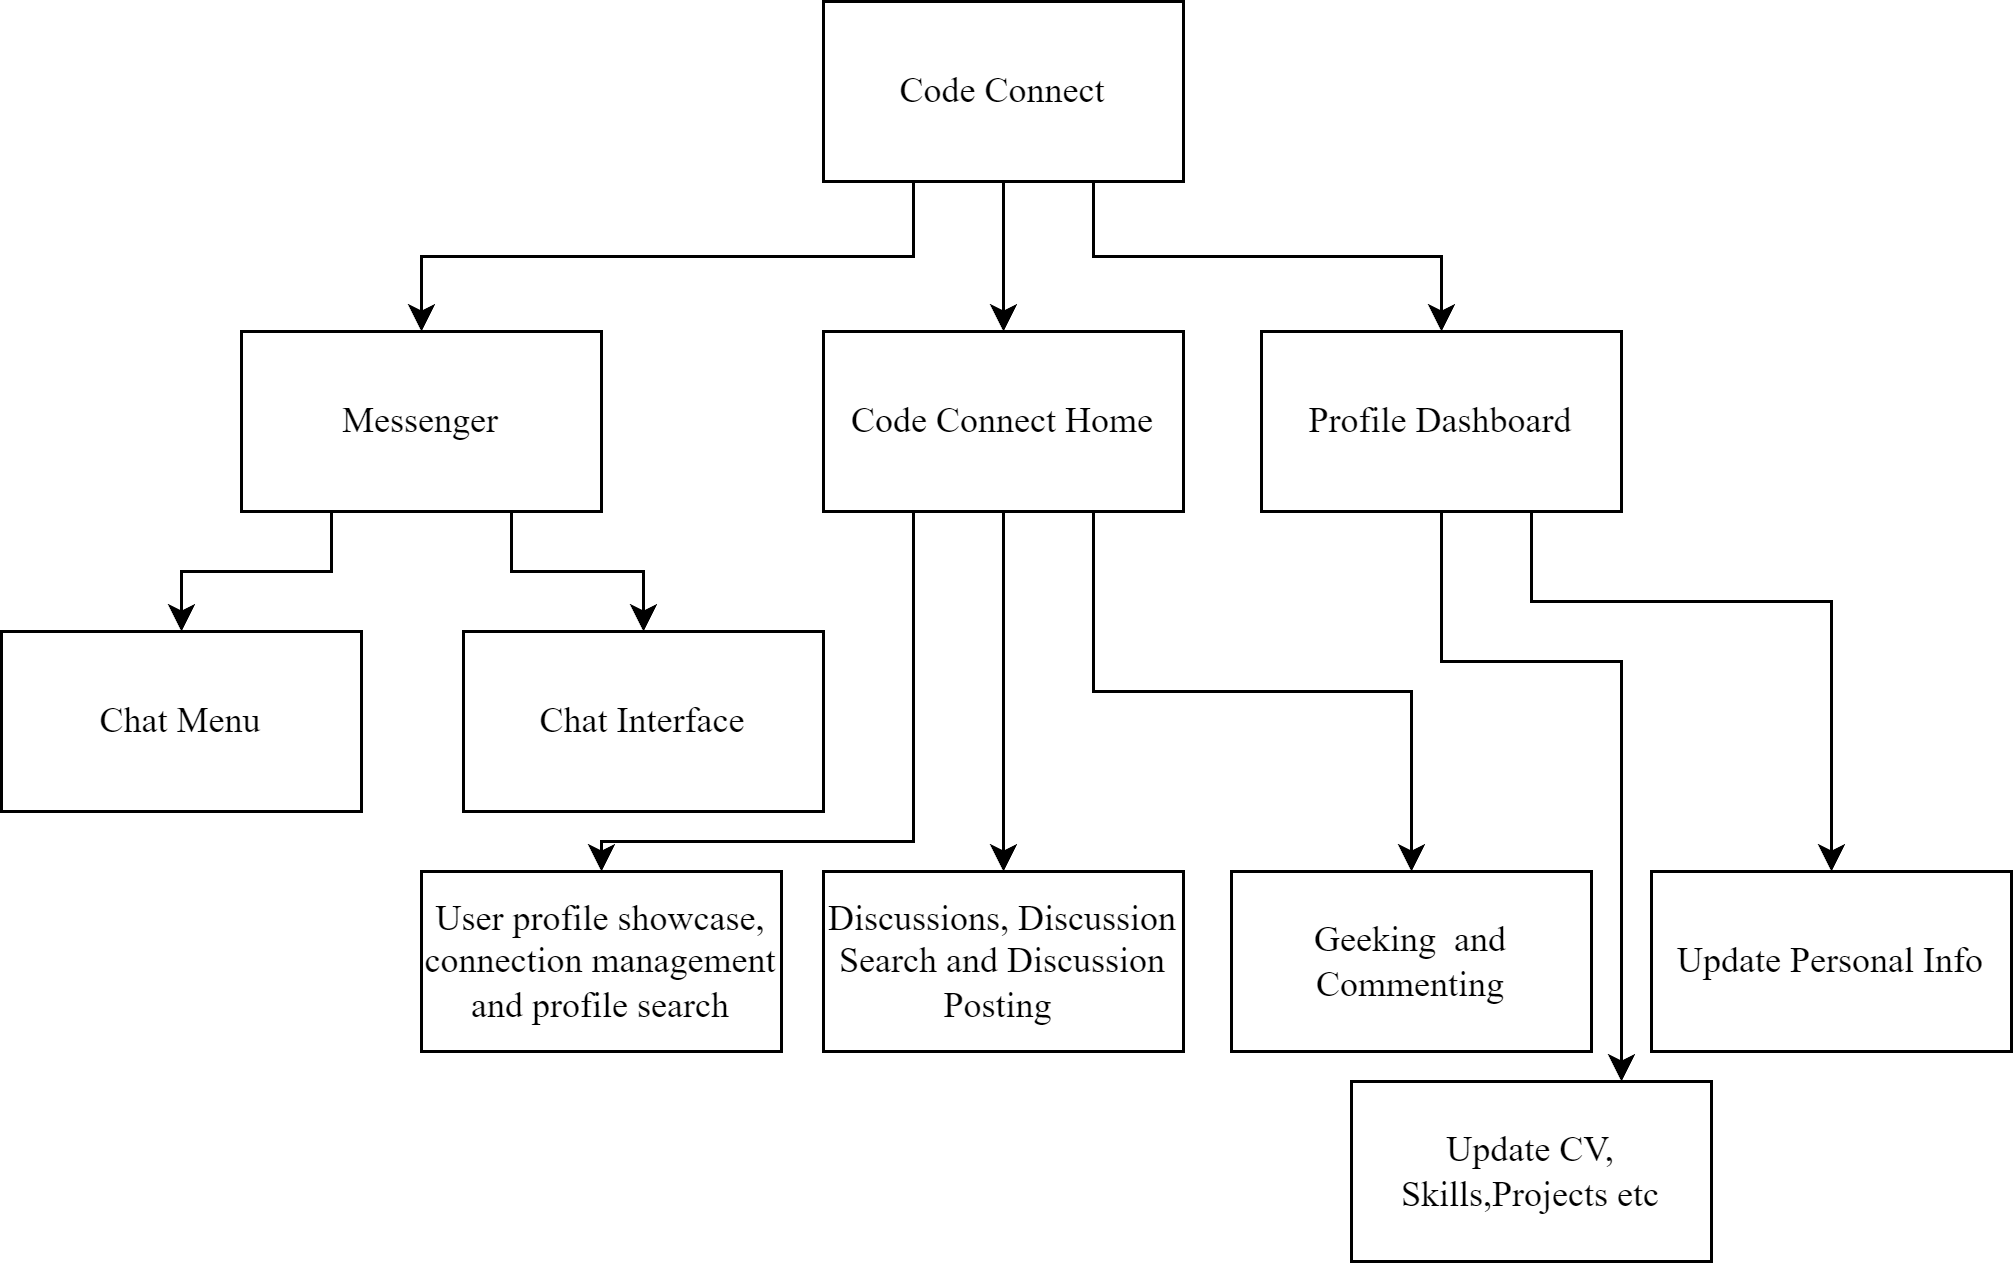 Code Connect
Messenger
Code Connect Home
Profile Dashboard
Chat Menu
Chat Interface
User profile showcase,
connection management
and profile search
Discussions, Discussion
Search and Discussion
Posting
Geeking  and
Commenting
Update Personal Info
Update CV,
Skills,Projects etc